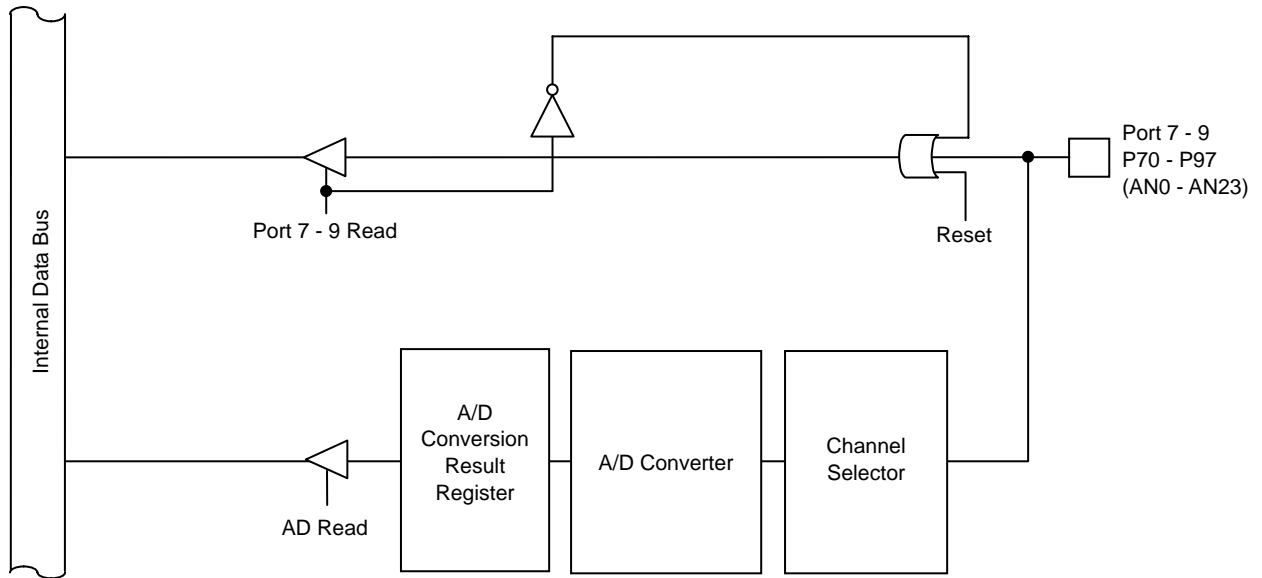 Port 7 - 9
P70 - P97
(AN0 - AN23)
Port 7 - 9 Read
Reset
Internal Data Bus
A/D
Conversion
Result
Register
A/D Converter
Channel
Selector
AD Read